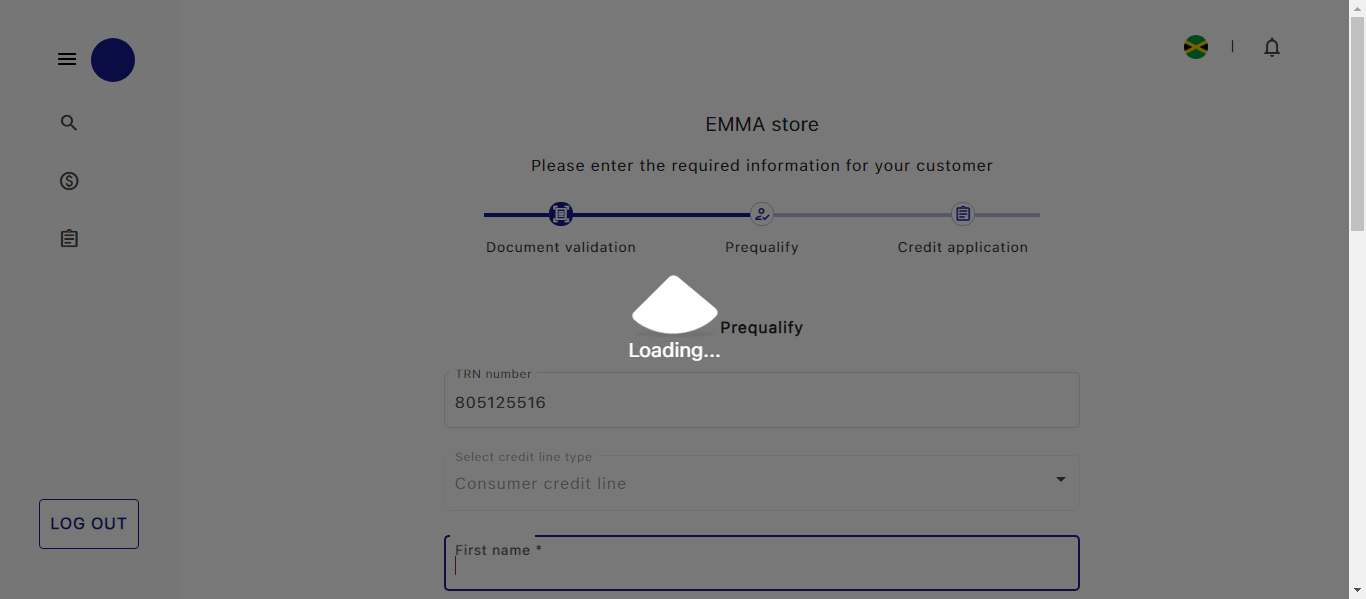 EMMA store
Please enter the required information for your customer
Document validation
Prequalify
Credit application
Prequalify
Loading...
TRN number
805125516
Select credit line type
Consumer credit line
First name *
LOG OUT